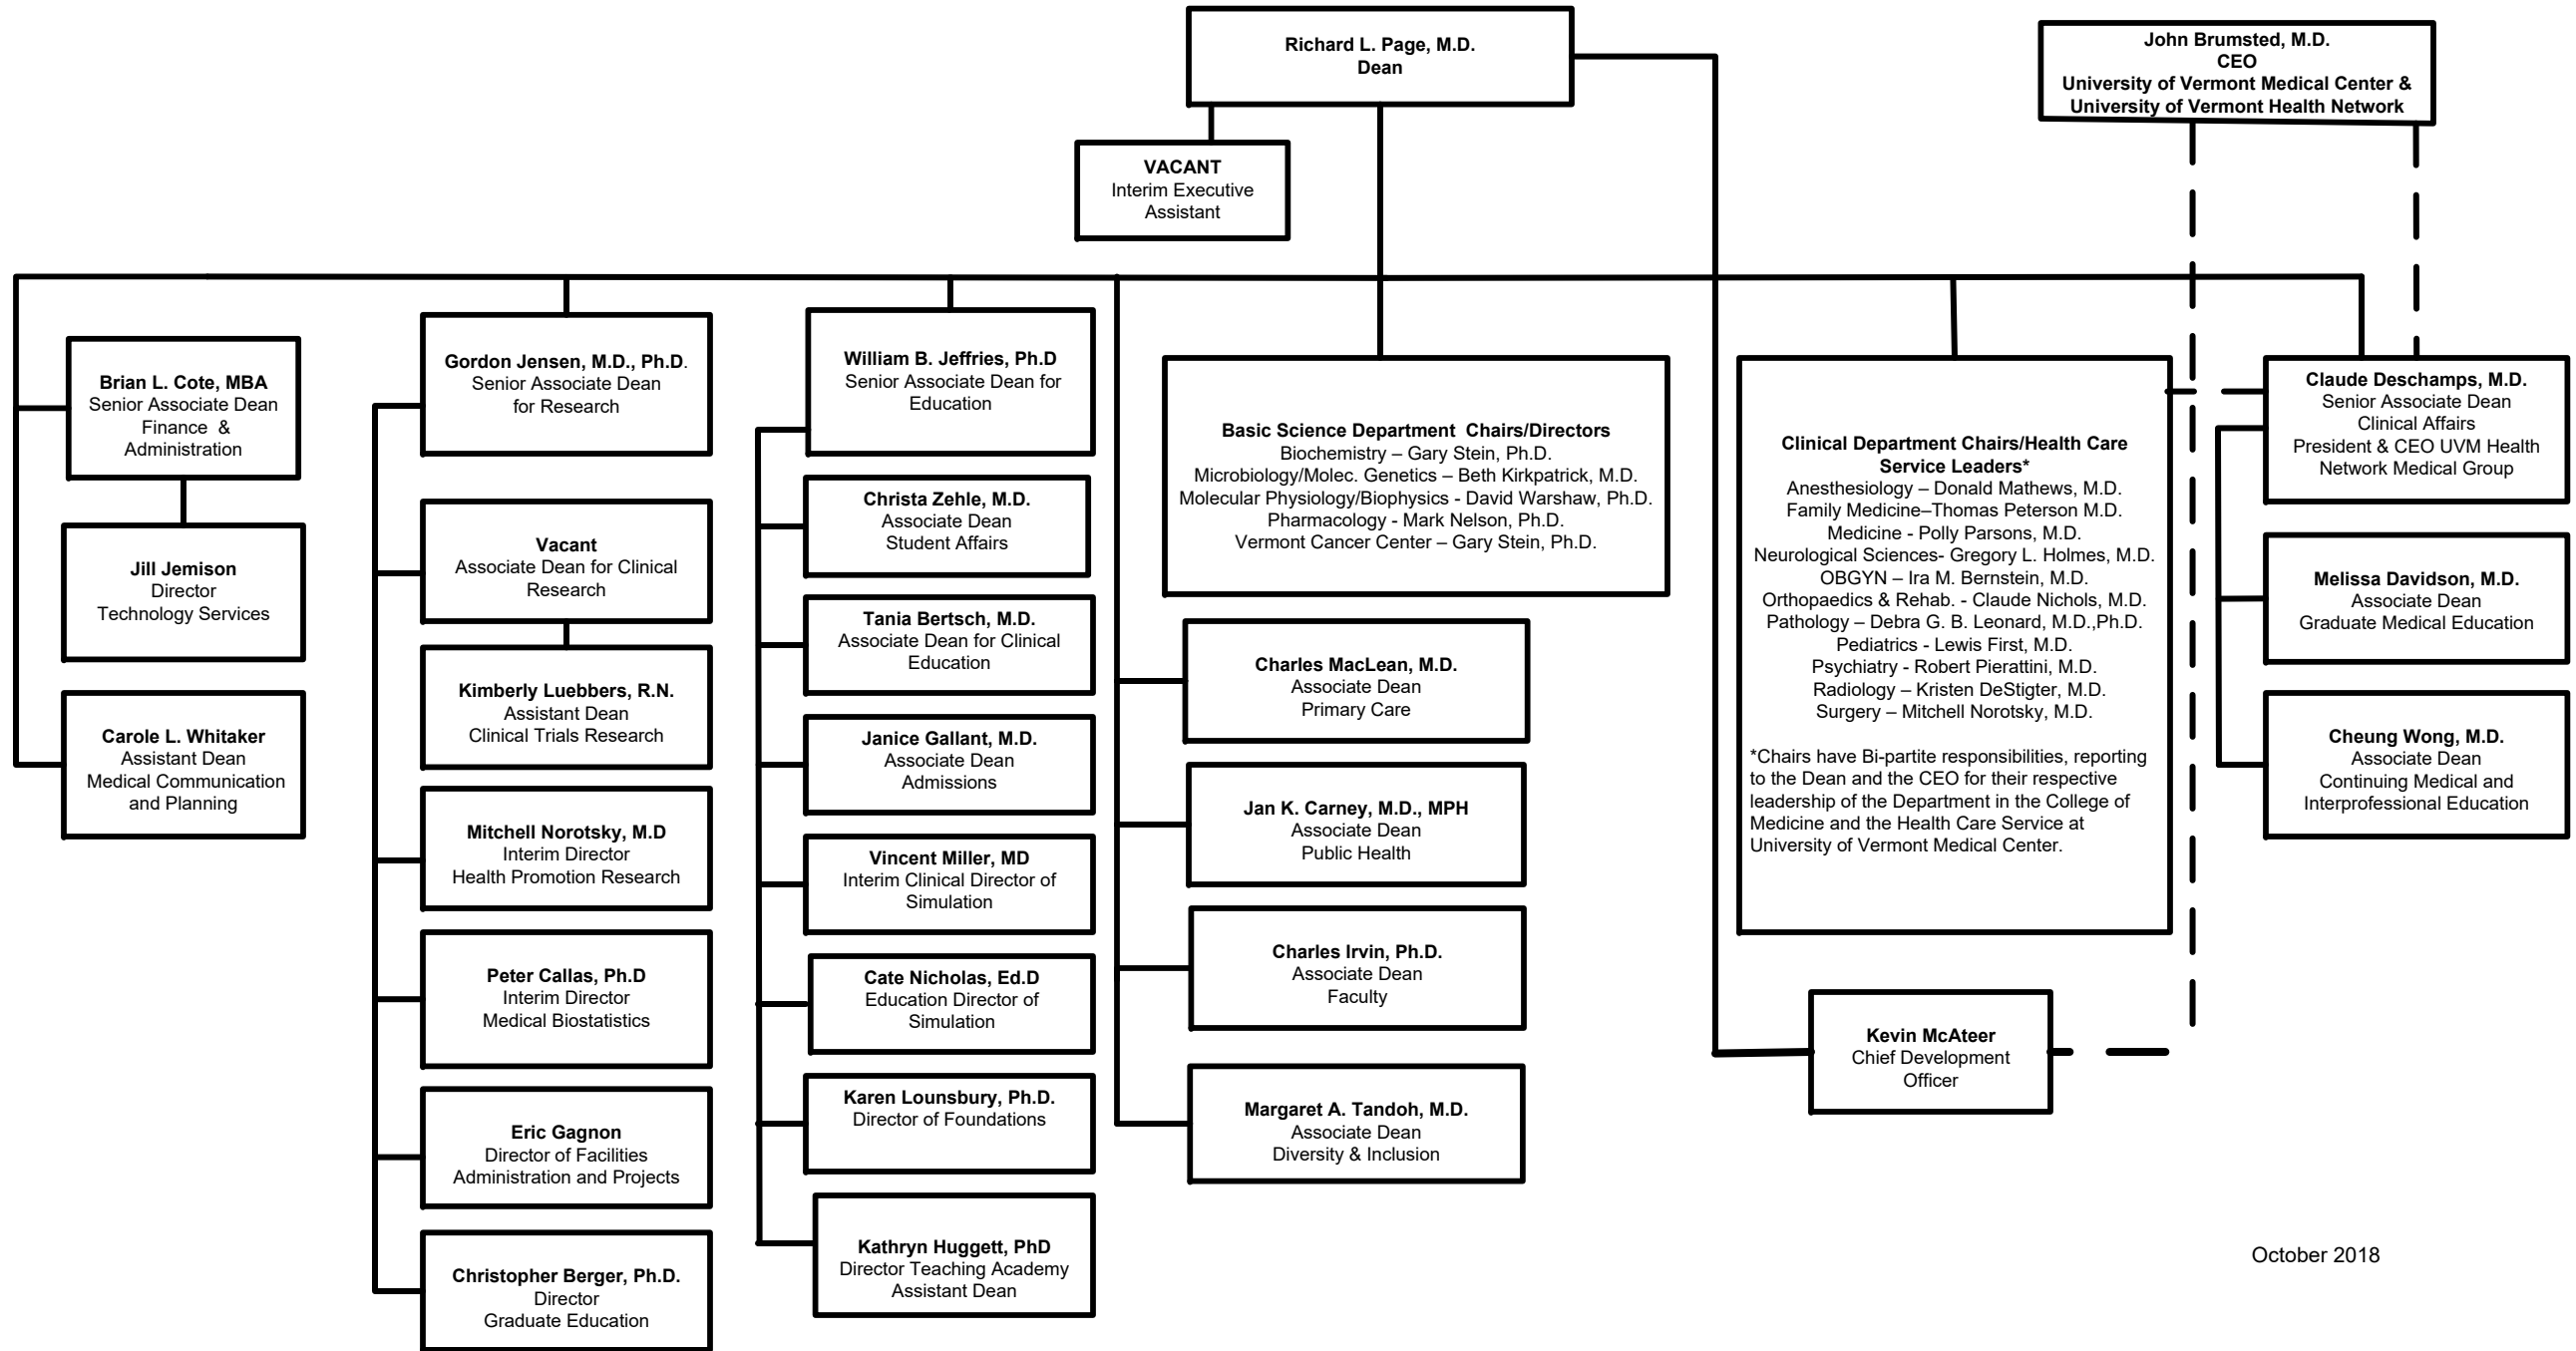 Richard L. Page, M.D.
Dean
John Brumsted, M.D.
CEO
University of Vermont Medical Center &
University of Vermont Health Network
VACANT
Interim Executive
Assistant
Brian L. Cote, MBA
Senior Associate Dean
Finance &
Administration
Jill Jemison
Director
Technology Services
Carole L. Whitaker
Assistant Dean
Medical Communication
and Planning
Gordon Jensen, M.D., Ph.D.
Senior Associate Dean
for Research
Vacant
Associate Dean for Clinical
Research
Kimberly Luebbers, R.N.
Assistant Dean
Clinical Trials Research
Mitchell Norotsky, M.D
Interim Director
Health Promotion Research
Peter Callas, Ph.D
Interim Director
Medical Biostatistics
Eric Gagnon
Director of Facilities
Administration and Projects
Christopher Berger, Ph.D.
Director
Graduate Education
William B. Jeffries, Ph.D
Senior Associate Dean for
Education
Christa Zehle, M.D.
Associate Dean
Student Affairs
Tania Bertsch, M.D.
Associate Dean for Clinical
Education
Janice Gallant, M.D.
Associate Dean
Admissions
Vincent Miller, MD
Interim Clinical Director of
Simulation
Cate Nicholas, Ed.D
Education Director of
Simulation
Karen Lounsbury, Ph.D.
Director of Foundations
Kathryn Huggett, PhD
Director Teaching Academy
Assistant Dean
Basic Science Department Chairs/Directors
Biochemistry – Gary Stein, Ph.D.
Microbiology/Molec. Genetics – Beth Kirkpatrick, M.D.
Molecular Physiology/Biophysics - David Warshaw, Ph.D.
Pharmacology - Mark Nelson, Ph.D.
Vermont Cancer Center – Gary Stein, Ph.D.
Charles MacLean, M.D.
Associate Dean
Primary Care
Jan K. Carney, M.D., MPH
Associate Dean
Public Health
Charles Irvin, Ph.D.
Associate Dean
Faculty
Margaret A. Tandoh, M.D.
Associate Dean
Diversity & Inclusion
Clinical Department Chairs/Health Care
Service Leaders*
Anesthesiology – Donald Mathews, M.D.
Family Medicine–Thomas Peterson M.D.
Medicine - Polly Parsons, M.D.
Neurological Sciences- Gregory L. Holmes, M.D.
OBGYN – Ira M. Bernstein, M.D.
Orthopaedics & Rehab. - Claude Nichols, M.D.
Pathology – Debra G. B. Leonard, M.D.,Ph.D.
Pediatrics - Lewis First, M.D.
Psychiatry - Robert Pierattini, M.D.
Radiology – Kristen DeStigter, M.D.
Surgery – Mitchell Norotsky, M.D.
*Chairs have Bi-partite responsibilities, reporting
to the Dean and the CEO for their respective
leadership of the Department in the College of
Medicine and the Health Care Service at
University of Vermont Medical Center.
Kevin McAteer
Chief Development
Officer
Claude Deschamps, M.D.
Senior Associate Dean
Clinical Affairs
President & CEO UVM Health
Network Medical Group
Melissa Davidson, M.D.
Associate Dean
Graduate Medical Education
Cheung Wong, M.D.
Associate Dean
Continuing Medical and
Interprofessional Education
October 2018